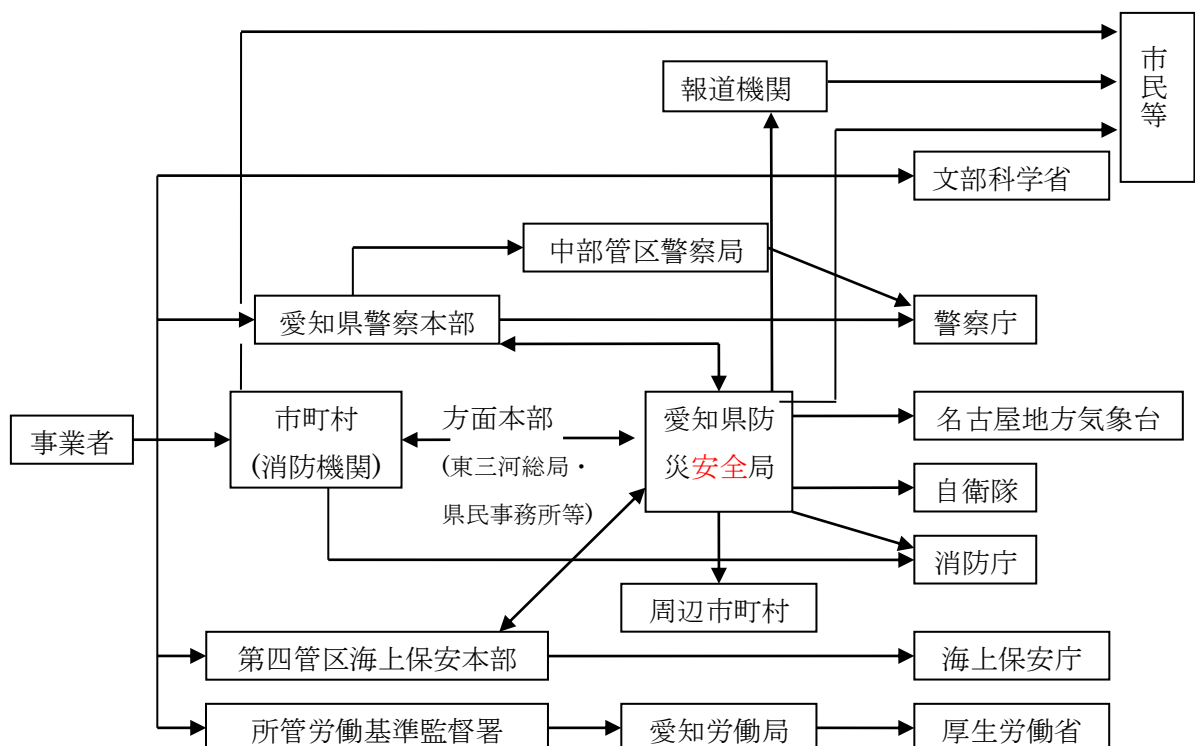 市民等
報道機関
文部科学省
中部管区警察局
愛知県警察本部
警察庁
事業者
市町村
(消防機関)
方面本部
(東三河総局・
県民事務所等)
愛知県防
災安全局
名古屋地方気象台
自衛隊
消防庁
周辺市町村
第四管区海上保安本部
海上保安庁
所管労働基準監督署
愛知労働局
厚生労働省